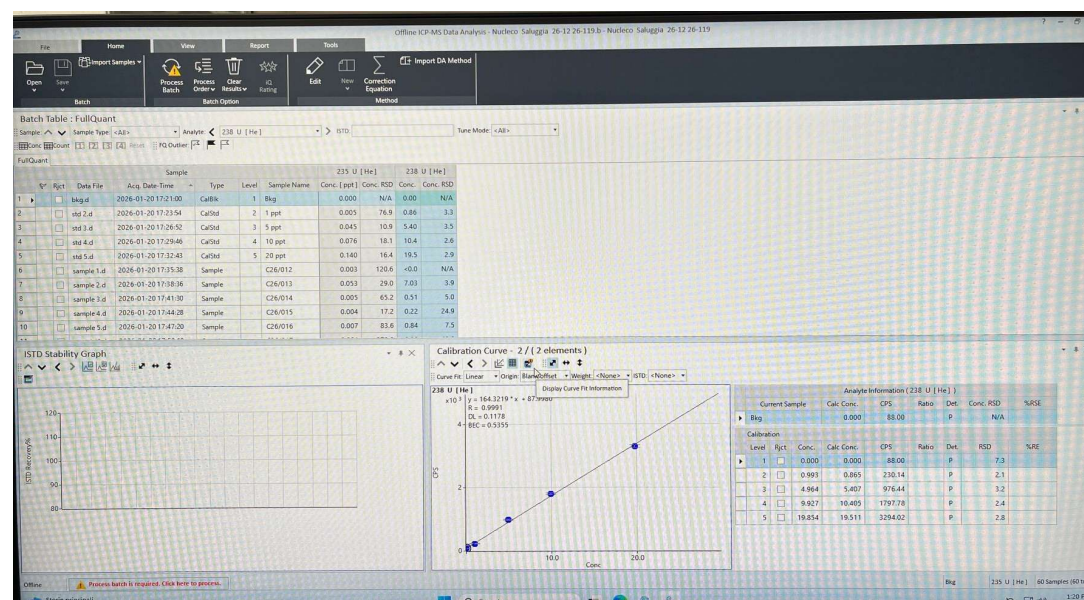 Offline ICP-MS Data Analysis - Nucleco Saluggia 26-12 26-119.b - Nucleco Saluggia 26-12 26-119
File Home View Report Tools
Open Save Import Samples Process Batch Process Order Clear Results IQ Rating Edit New Correction Equation Import DA Method
Batch Batch Option Method
Batch Table : FullQuant
Sample: Sample Type: <All> Analyte: 238 U [ He ] ISTD: Tune Mode: <All>
Conc Count [1] [2] [3] [4] Reset IQ Outlier:
FullQuant
Sample 235 U [ He ] 238 U [ He ]
Rjct Data File Acq. Date-Time Type Level Sample Name Conc. [ ppt ] Conc. RSD Conc. Conc. RSD
1 bkg.d 2026-01-20 17:21:00 CalBlk 1 Bkg 0.000 N/A 0.00 N/A
2 std 2.d 2026-01-20 17:23:54 CalStd 2 1 ppt 0.005 76.9 0.86 3.3
3 std 3.d 2026-01-20 17:26:52 CalStd 3 5 ppt 0.045 10.9 5.40 3.5
4 std 4.d 2026-01-20 17:29:46 CalStd 4 10 ppt 0.076 18.1 10.4 2.6
5 std 5.d 2026-01-20 17:32:43 CalStd 5 20 ppt 0.140 16.4 19.5 2.9
6 sample 1.d 2026-01-20 17:35:38 Sample C26/012 0.003 120.6 <0.0 N/A
7 sample 2.d 2026-01-20 17:38:36 Sample C26/013 0.053 29.0 7.03 3.9
8 sample 3.d 2026-01-20 17:41:30 Sample C26/014 0.005 65.2 0.51 5.0
9 sample 4.d 2026-01-20 17:44:28 Sample C26/015 0.004 17.2 0.22 24.9
10 sample 5.d 2026-01-20 17:47:20 Sample C26/016 0.007 83.6 0.84 7.5
ISTD Stability Graph
ISTD Recovery%
120
110
100
90
80
Calibration Curve - 2 / ( 2 elements )
Curve Fit: Linear Origin: Blank offset Weight: <None> ISTD: <None>
Display Curve Fit Information
238 U [ He ]
x10 3 y = 164.3219 * x +
R = 0.9991
DL = 0.1178
BEC = 0.5355
CPS
4
2
0
10.0 20.0
Conc
Analyte Information ( 238 U [ He ] )
Current Sample Calc Conc. CPS Ratio Det. Conc. RSD %RSE
Bkg 0.000 88.00 P N/A
Calibration
Level Rjct Conc. Calc Conc. CPS Ratio Det. RSD %RE
1 0.000 0.000 88.00 P 7.3
2 0.993 0.865 230.14 P 2.1
3 4.964 5.407 976.44 P 3.2
4 9.927 10.405 1797.78 P 2.4
5 19.854 19.511 3294.02 P 2.8
Offline Process batch is required. Click here to process. Bkg 235 U [ He ] 60 Samples (60
1:20